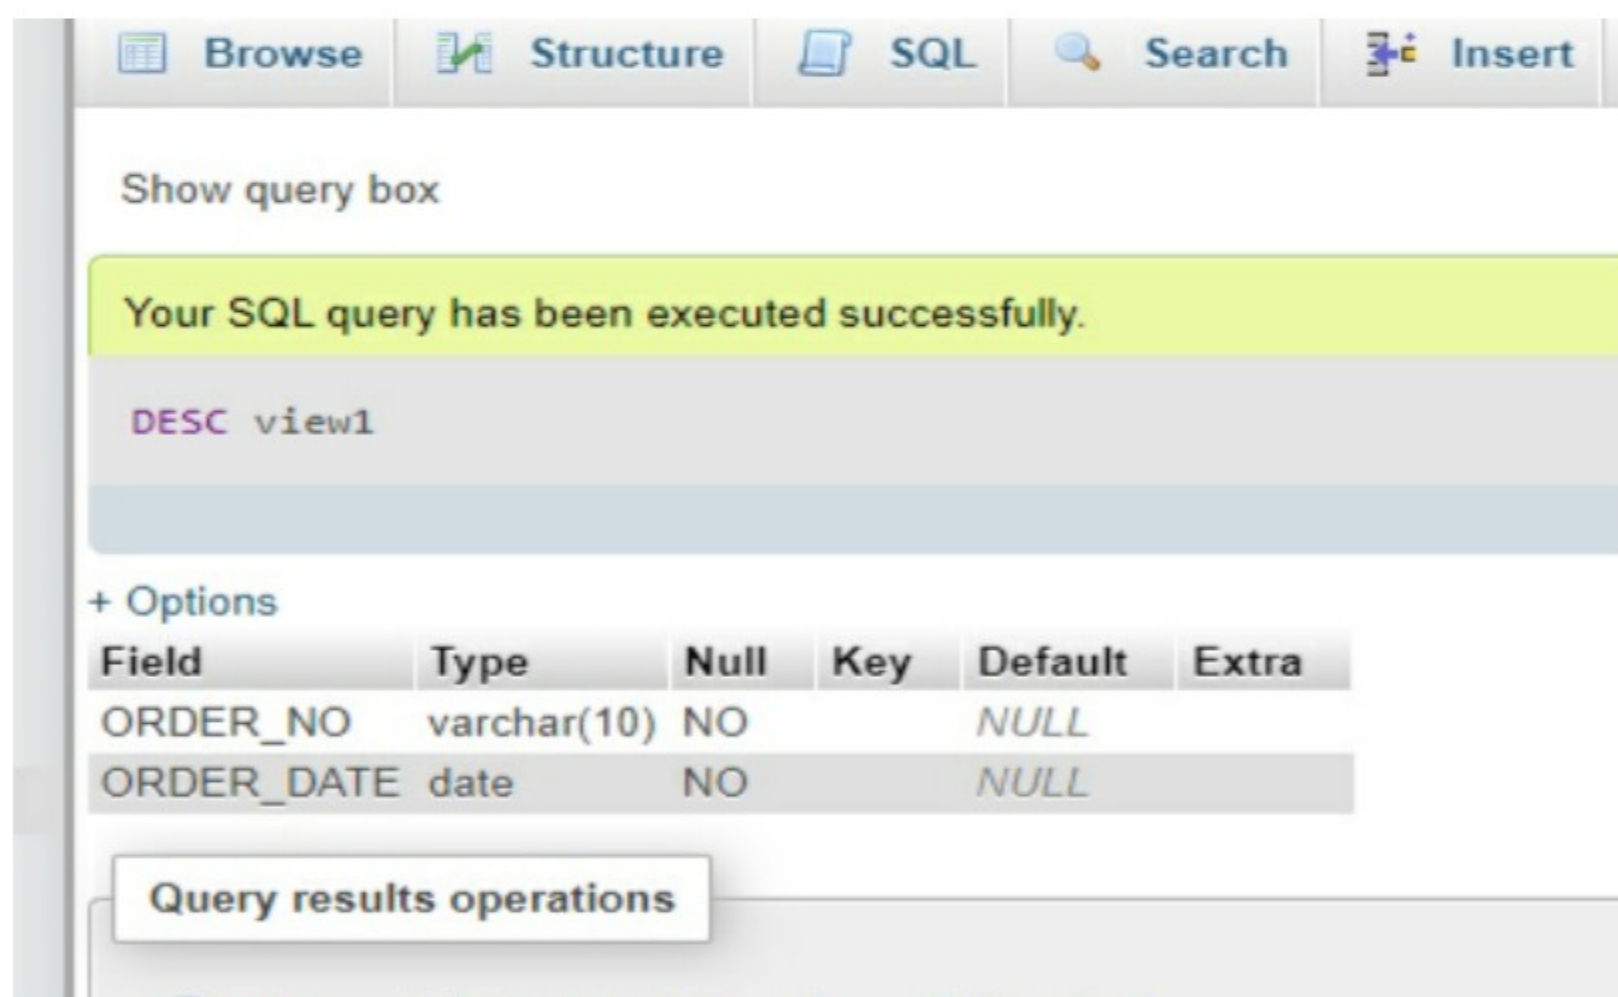 Browse Structure SQL Search Insert
Show query box
Your SQL query has been executed successfully.
DESC view1
+ Options
Field Type Null Key Default Extra
ORDER_NO varchar(10) NO NULL
ORDER_DATE date NO NULL
Query results operations